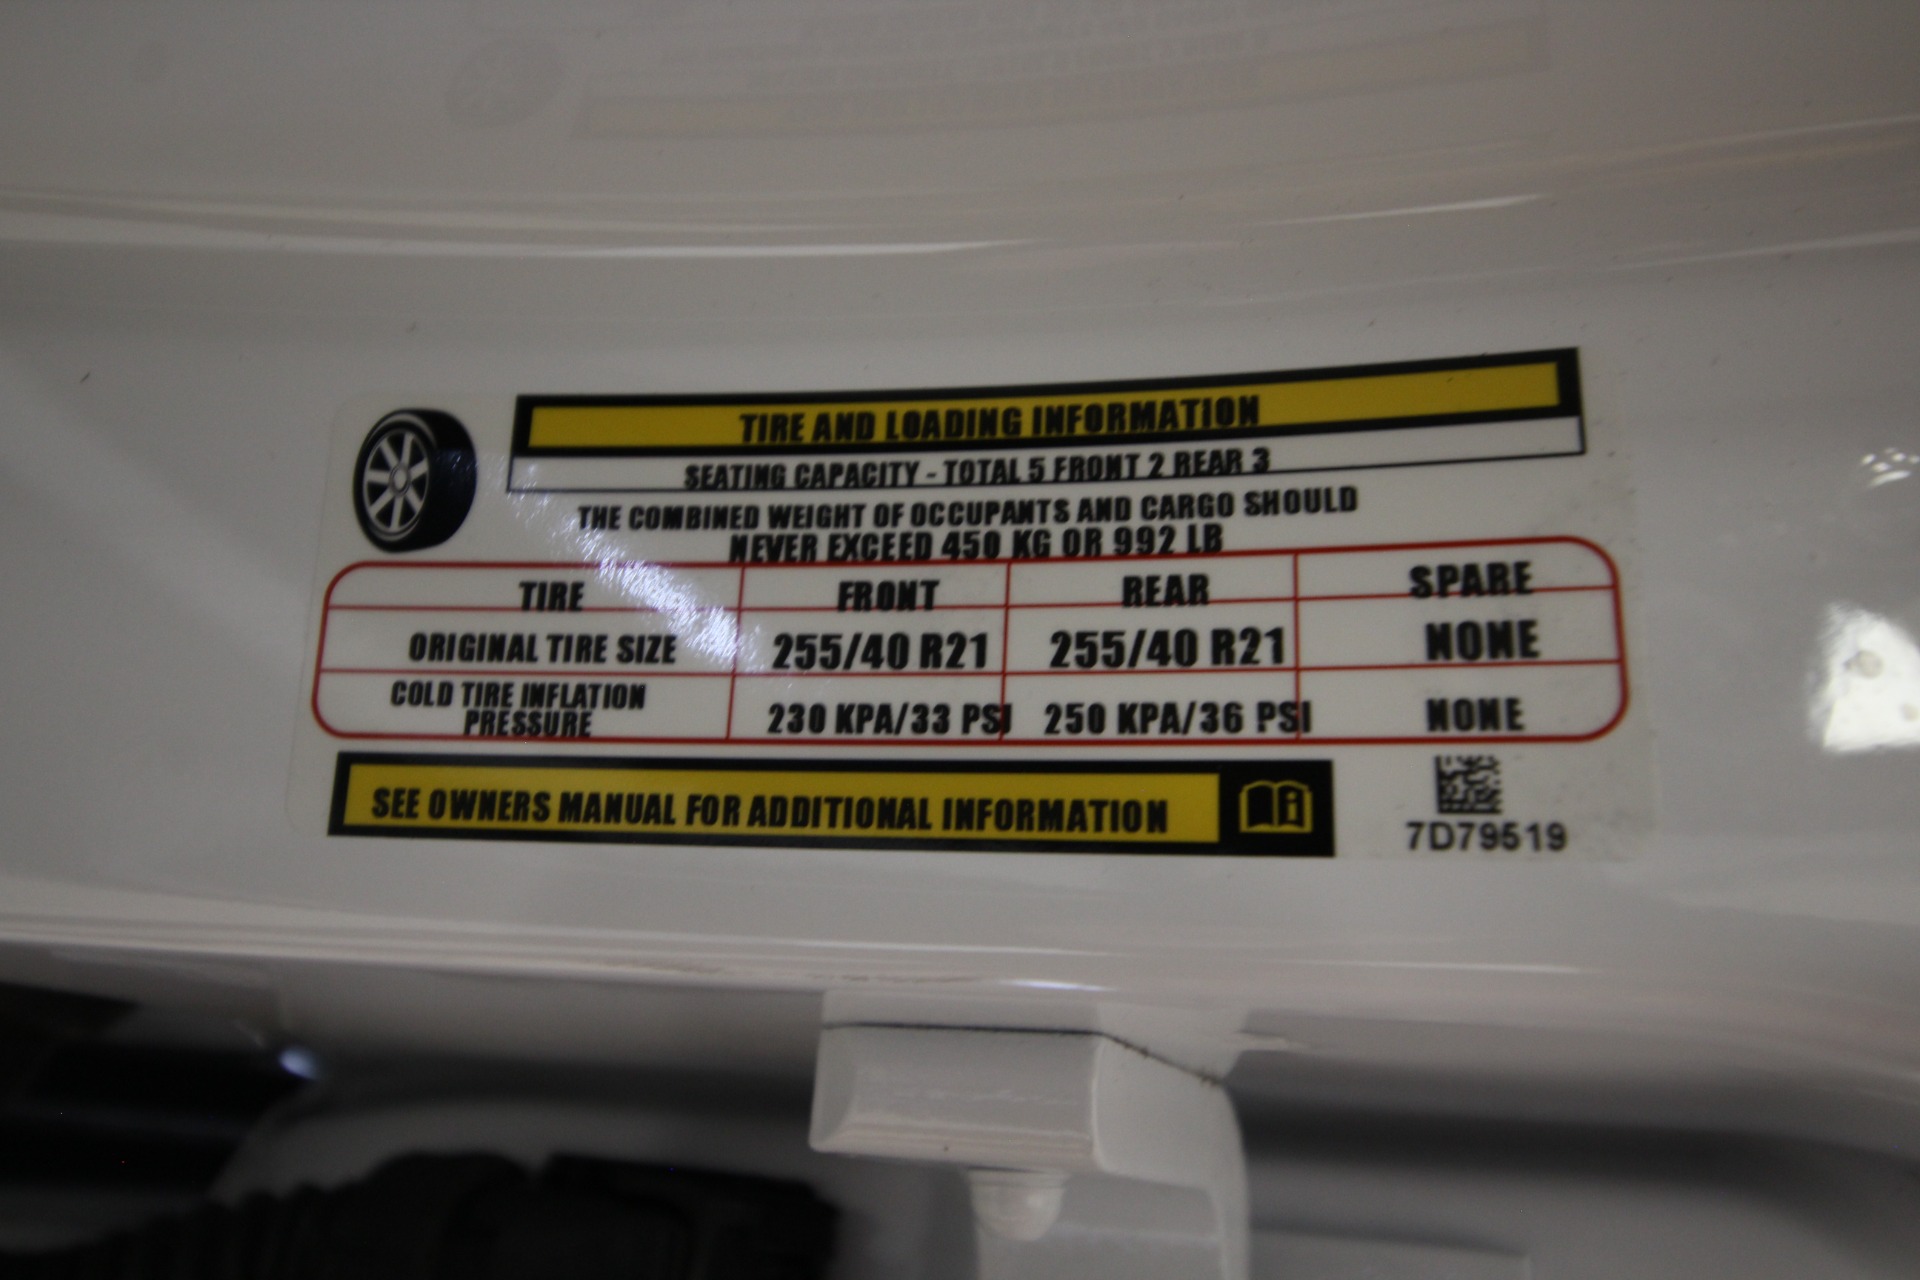 TIRE AND LOADING INFORMATION
SEATING CAPACITY - TOTAL 5 FRONT 2 REAR 3
THE COMBINED WEIGHT OF OCCUPANTS AND CARGO SHOULD
NEVER EXCEED 450 KG OR 992 LB
TIRE FRONT REAR SPARE
ORIGINAL TIRE SIZE 255/40 R21 255/40 R21 NONE
COLD TIRE INFLATION
PRESSURE 230 KPA/33 PSI 250 KPA/36 PSI NONE
SEE OWNERS MANUAL FOR ADDITIONAL INFORMATION
7D79519